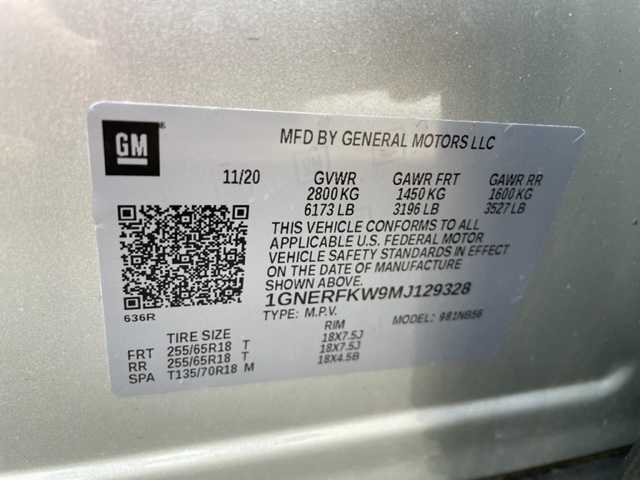 GM
MFD BY GENERAL MOTORS LLC
11/20 GVWR GAWR FRT GAWR RR
2800 KG 1450 KG 1600 KG
6173 LB 3196 LB 3527 LB
THIS VEHICLE CONFORMS TO ALL
APPLICABLE U.S. FEDERAL MOTOR
VEHICLE SAFETY STANDARDS IN EFFECT
ON THE DATE OF MANUFACTURE
SHOWN ABOVE.
1GNERFKW9MJ129328
TYPE: M.P.V. MODEL: 981NB56
636R
TIRE SIZE RIM
FRT 255/65R18 T 18X7.5J
RR 255/65R18 T 18X7.5J
SPA T135/70R18 M 18X4.5B